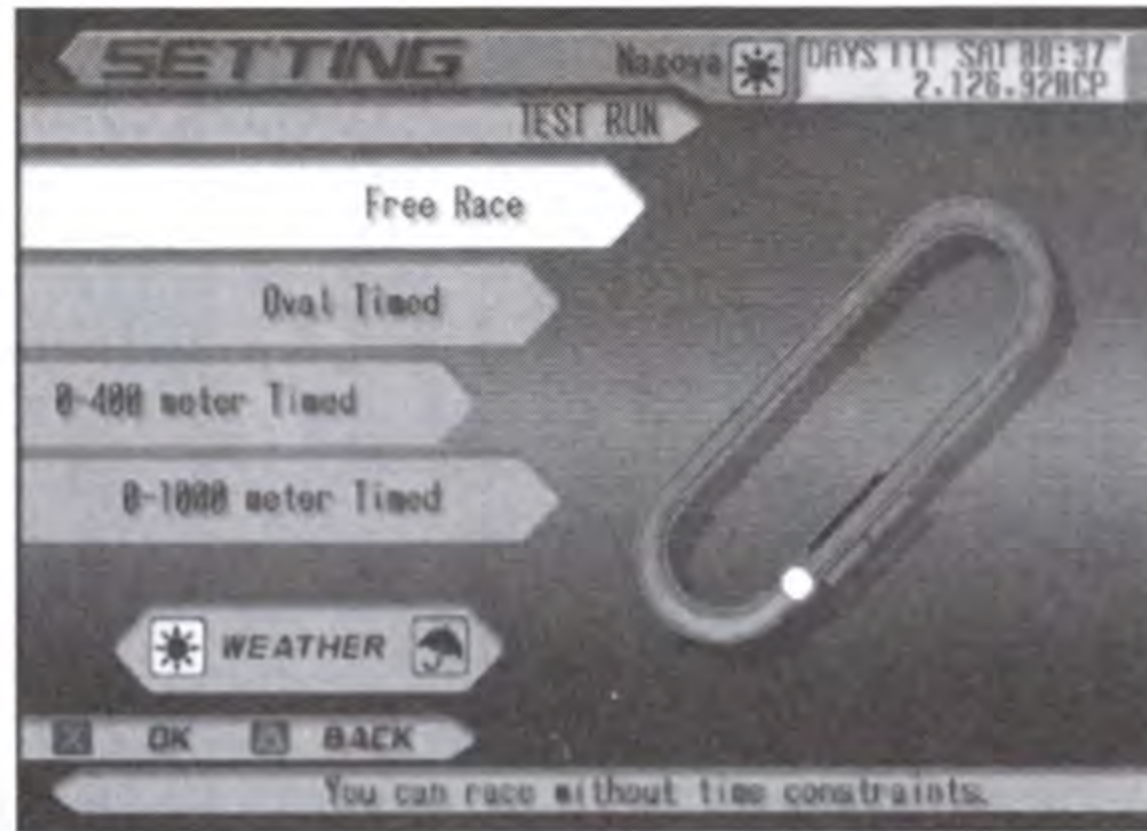 SETTING
Nagoya
DAYS 111 SAT 00:37
2,126,920CP
TEST RUN
Free Race
Oval Timed
0-400 meter Timed
0-1000 meter Timed
WEATHER
OK BACK
You can race without time constraints.